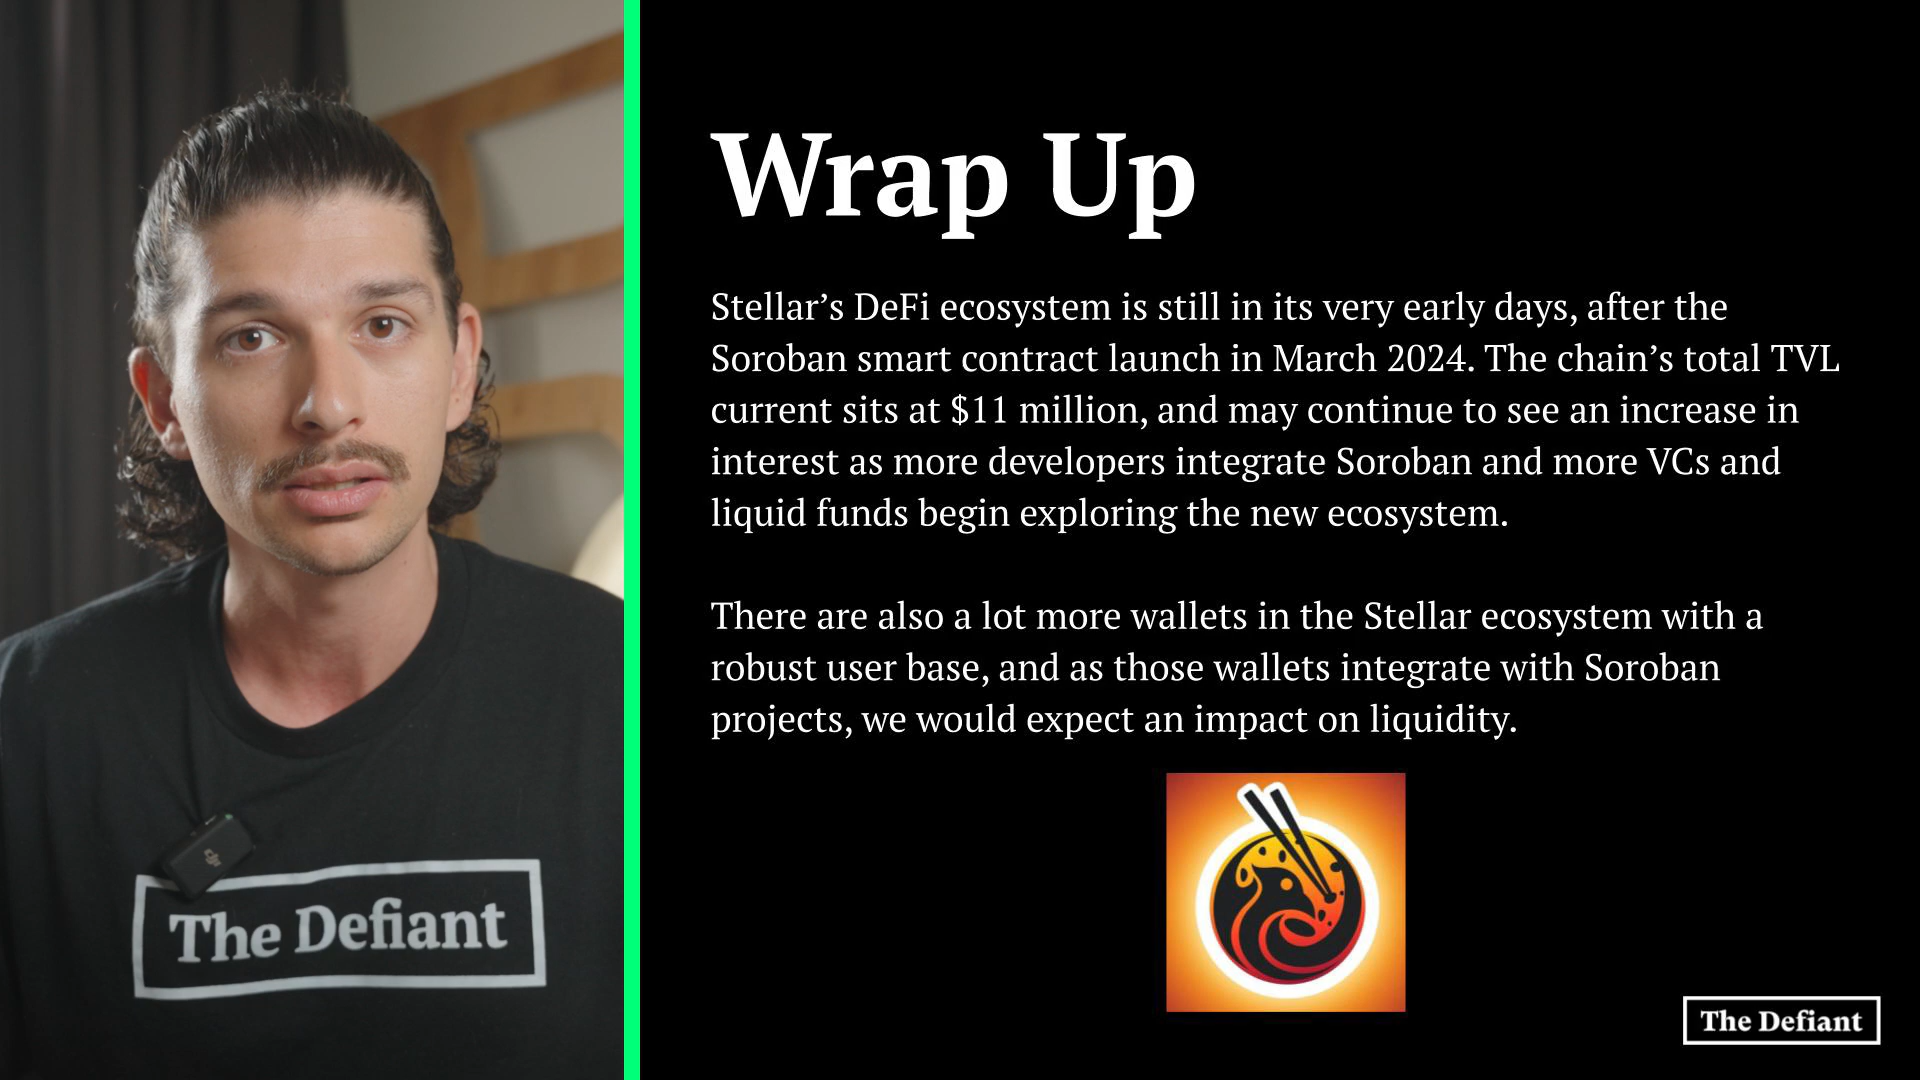 Wrap Up
Stellar’s DeFi ecosystem is still in its very early days, after the
Soroban smart contract launch in March 2024. The chain’s total TVL
current sits at $11 million, and may continue to see an increase in
interest as more developers integrate Soroban and more VCs and
liquid funds begin exploring the new ecosystem.
There are also a lot more wallets in the Stellar ecosystem with a
robust user base, and as those wallets integrate with Soroban
projects, we would expect an impact on liquidity.
The Defiant
dji
The Defiant